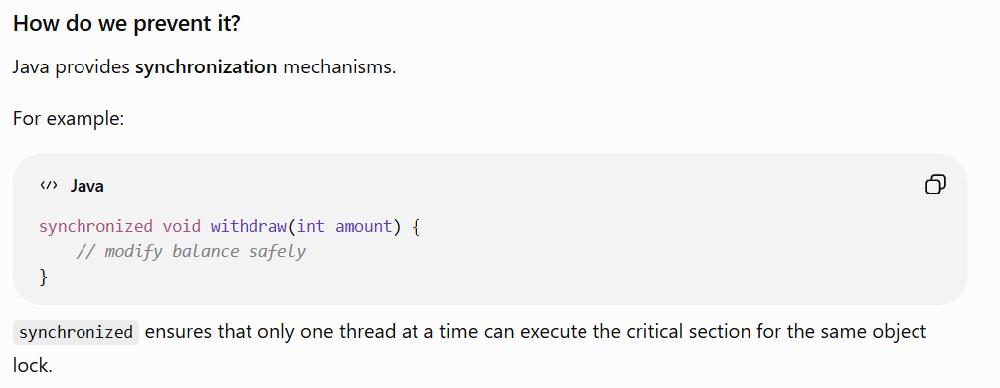 How do we prevent it?
Java provides synchronization mechanisms.
For example:
</> Java
synchronized void withdraw(int amount) {
    // modify balance safely
}
synchronized ensures that only one thread at a time can execute the critical section for the same object
lock.